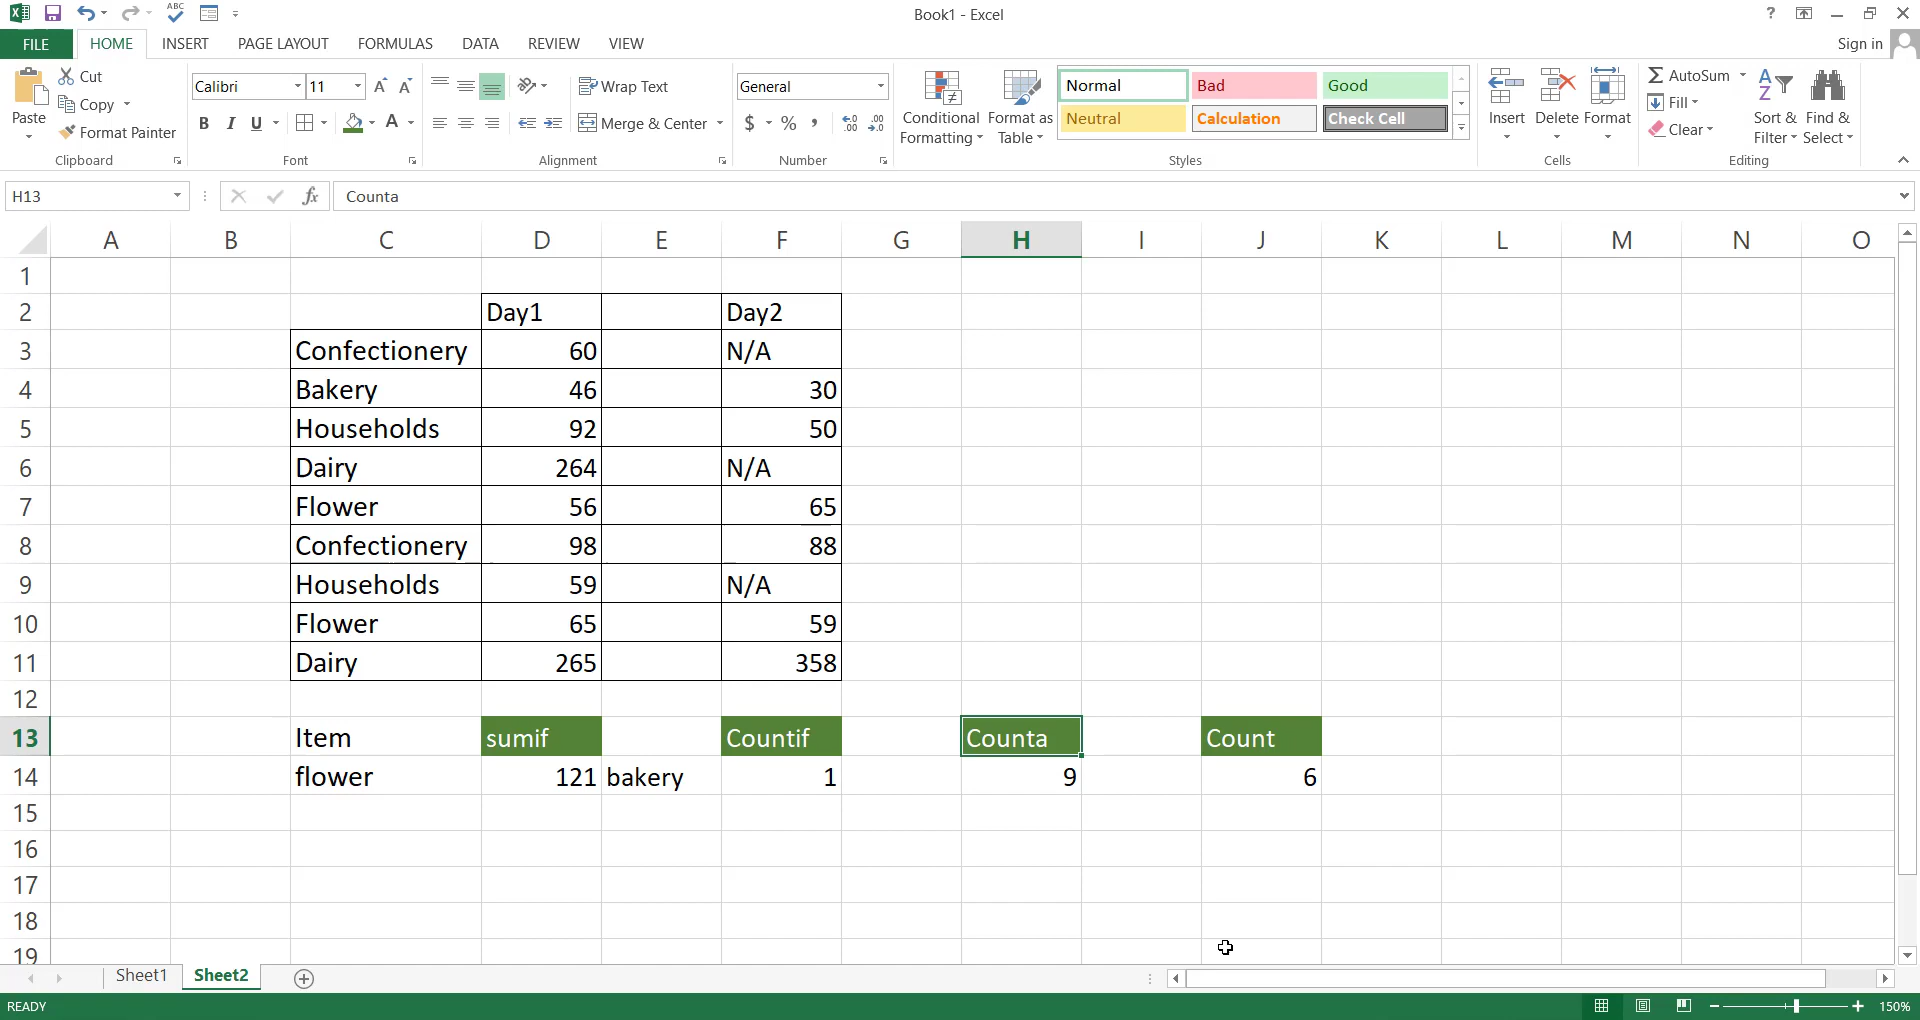 ABC
Book1 - Excel
?
FILE HOME INSERT PAGE LAYOUT FORMULAS DATA REVIEW VIEW
Sign in
Paste
Cut
Copy
Format Painter
Clipboard
Calibri 11 A A
B I U A
Font
Wrap Text
Merge & Center
Alignment
General
$ % , .00 .00
Number
Conditional Formatting
Format as Table
Normal Bad Good
Neutral Calculation Check Cell
Styles
Insert Delete Format
Cells
AutoSum
Fill
Clear
Sort & Filter
Find & Select
Editing
H13 fx Counta
A B C D E F G H I J K L M N O
1
2 Day1 Day2
3 Confectionery 60 N/A
4 Bakery 46 30
5 Households 92 50
6 Dairy 264 N/A
7 Flower 56 65
8 Confectionery 98 88
9 Households 59 N/A
10 Flower 65 59
11 Dairy 265 358
12
13 Item sumif Countif Counta Count
14 flower 121 bakery 1 9 6
15
16
17
18
19
Sheet1 Sheet2
READY 150%